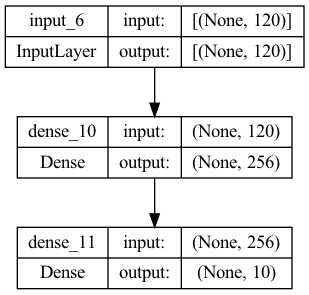 input_6 input: [(None, 120)]
InputLayer output: [(None, 120)]
dense_10 input: (None, 120)
Dense output: (None, 256)
dense_11 input: (None, 256)
Dense output: (None, 10)